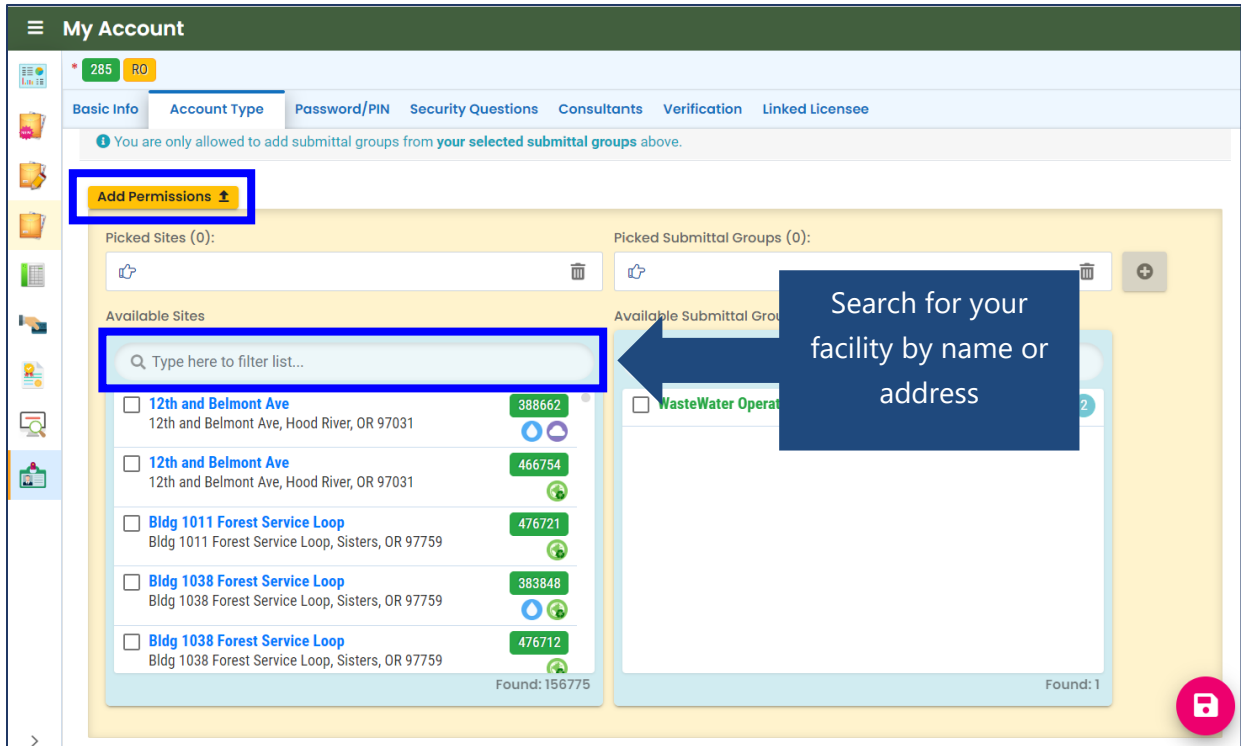 My Account
* 285 RO
Basic Info Account Type Password/PIN Security Questions Consultants Verification Linked Licensee
You are only allowed to add submittal groups from your selected submittal groups above.
Add Permissions
Picked Sites (0):
Picked Submittal Groups (0):
Available Sites
Available Submittal
Search for your
facility by name or
address
Type here to filter list...
12th and Belmont Ave 388662
12th and Belmont Ave, Hood River, OR 97031
12th and Belmont Ave 466754
12th and Belmont Ave, Hood River, OR 97031
Bldg 1011 Forest Service Loop 476721
Bldg 1011 Forest Service Loop, Sisters, OR 97759
Bldg 1038 Forest Service Loop 383848
Bldg 1038 Forest Service Loop, Sisters, OR 97759
Bldg 1038 Forest Service Loop 476712
Bldg 1038 Forest Service Loop, Sisters, OR 97759
Found: 156775
WasteWater
Found: 1